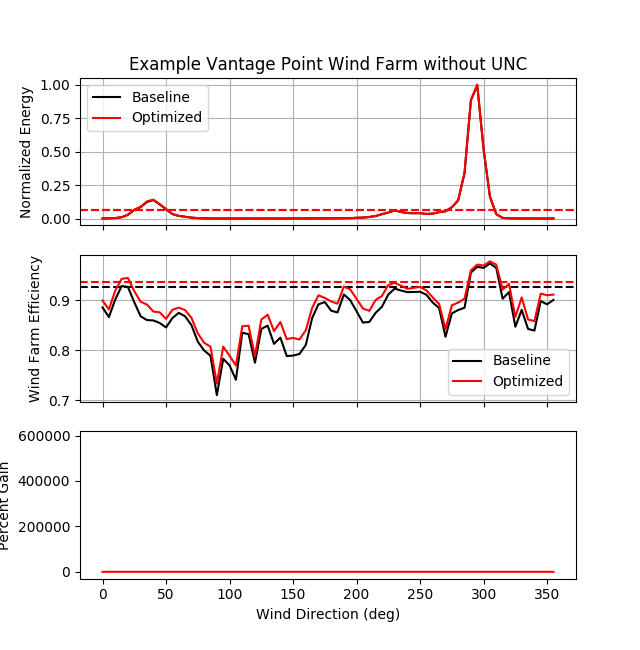 Example Vantage Point Wind Farm without UNC
1.00
0.75
0.50
0.25
0.00
Normalized Energy
Baseline
Optimized
0.9
0.8
0.7
Wind Farm Efficiency
Baseline
Optimized
600000
400000
200000
0
Percent Gain
0 50 100 150 200 250 300 350
Wind Direction (deg)